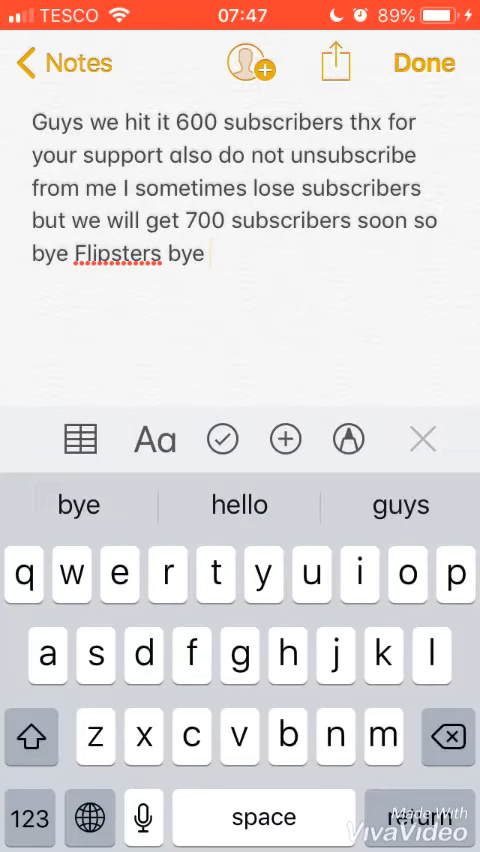 TESCO 07:47 89%
Notes Done
Guys we hit it 600 subscribers thx for
your support also do not unsubscribe
from me I sometimes lose subscribers
but we will get 700 subscribers soon so
bye Flipsters bye
Aa
bye hello guys
q w e r t y u i o p
a s d f g h j k l
z x c v b n m
123 space return
Made With
VivaVideo